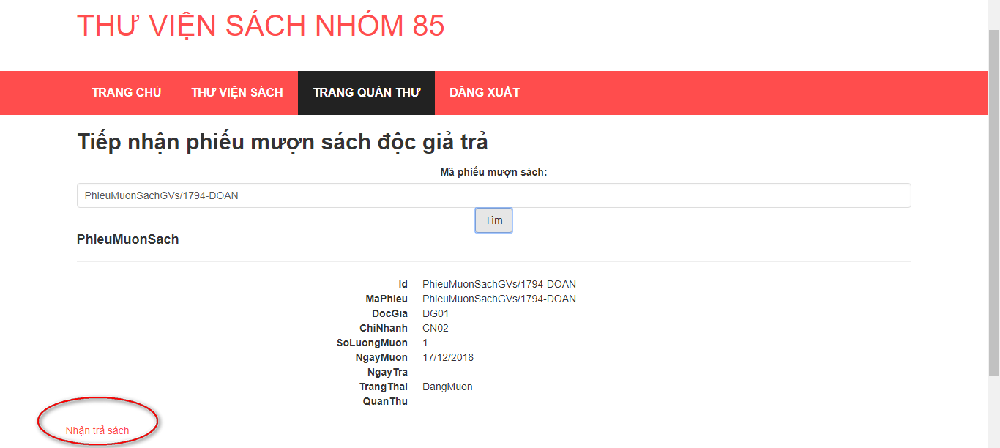 THƯ VIỆN SÁCH NHÓM 85
TRANG CHỦ THƯ VIỆN SÁCH TRANG QUẢN THƯ ĐĂNG XUẤT
Tiếp nhận phiếu mượn sách độc giả trả
Mã phiếu mượn sách:
PhieuMuonSachGVs/1794-DOAN
Tìm
PhieuMuonSach
Id PhieuMuonSachGVs/1794-DOAN
MaPhieu PhieuMuonSachGVs/1794-DOAN
DocGia DG01
ChiNhanh CN02
SoLuongMuon 1
NgayMuon 17/12/2018
NgayTra
TrangThai DangMuon
QuanThu
Nhận trả sách